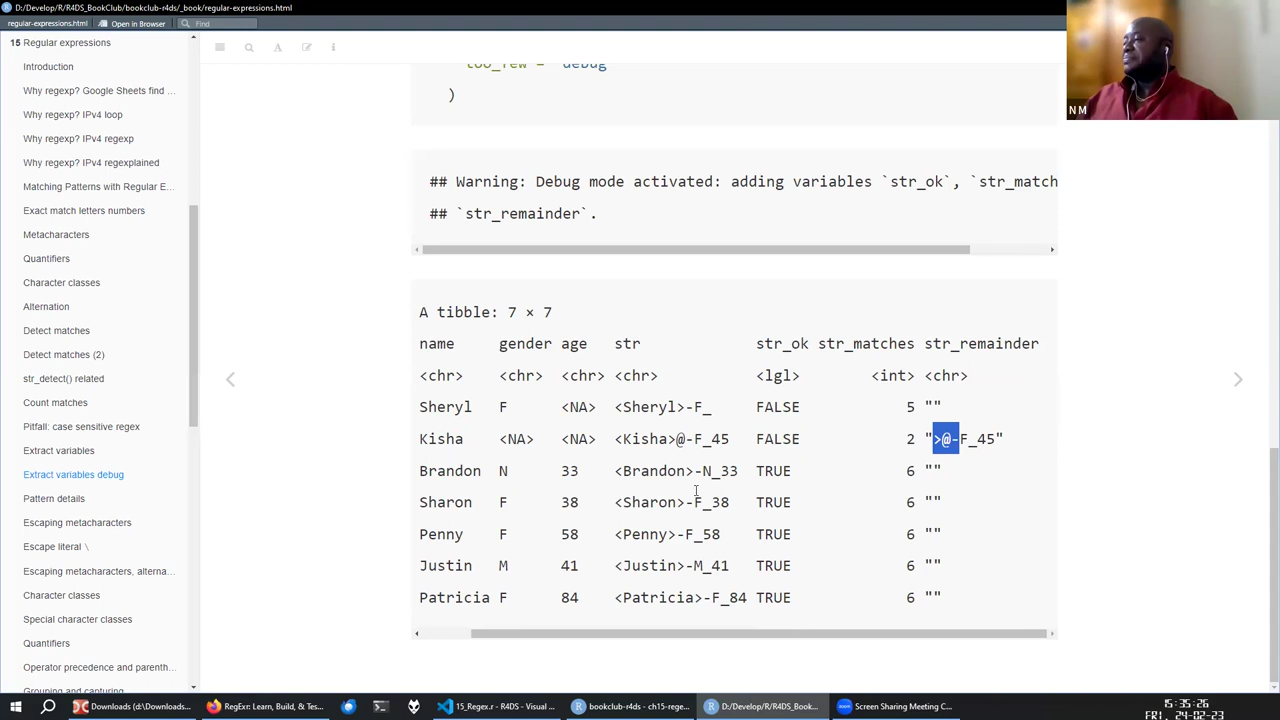 D:/Develop/R/R4DS_BookClub/bookclub-r4ds/_book/regular-expressions.html
regular-expressions.html
Open in Browser
Find
15 Regular expressions
Introduction
Why regexp? Google Sheets find ...
Why regexp? IPv4 loop
Why regexp? IPv4 regexp
Why regexp? IPv4 regexplained
Matching Patterns with Regular E...
Exact match letters numbers
Metacharacters
Quantifiers
Character classes
Alternation
Detect matches
Detect matches (2)
str_detect() related
Count matches
Pitfall: case sensitive regex
Extract variables
Extract variables debug
Pattern details
Escaping metacharacters
Escape literal \
Escaping metacharacters, alterna...
Character classes
Special character classes
Quantifiers
Operator precedence and parenth...
Grouping and capturing
too_few = "debug"
)
## Warning: Debug mode activated: adding variables `str_ok`, `str_match
## `str_remainder`.
A tibble: 7 × 7
name gender age str str_ok str_matches str_remainder
<chr> <chr> <chr> <chr> <lgl> <int> <chr>
Sheryl F <NA> <Sheryl>-F_ FALSE 5 ""
Kisha <NA> <NA> <Kisha>@-F_45 FALSE 2 ">@-F_45"
Brandon N 33 <Brandon>-N_33 TRUE 6 ""
Sharon F 38 <Sharon>-F_38 TRUE 6 ""
Penny F 58 <Penny>-F_58 TRUE 6 ""
Justin M 41 <Justin>-M_41 TRUE 6 ""
Patricia F 84 <Patricia>-F_84 TRUE 6 ""
NM
Downloads (d:\Downloads...
RegExr: Learn, Build, & Tes...
15_Regex.r - R4DS - Visual ...
bookclub-r4ds - ch15-rege...
D:/Develop/R/R4DS_Book...
Screen Sharing Meeting C...
15:35:26
FRI, 24-02-23